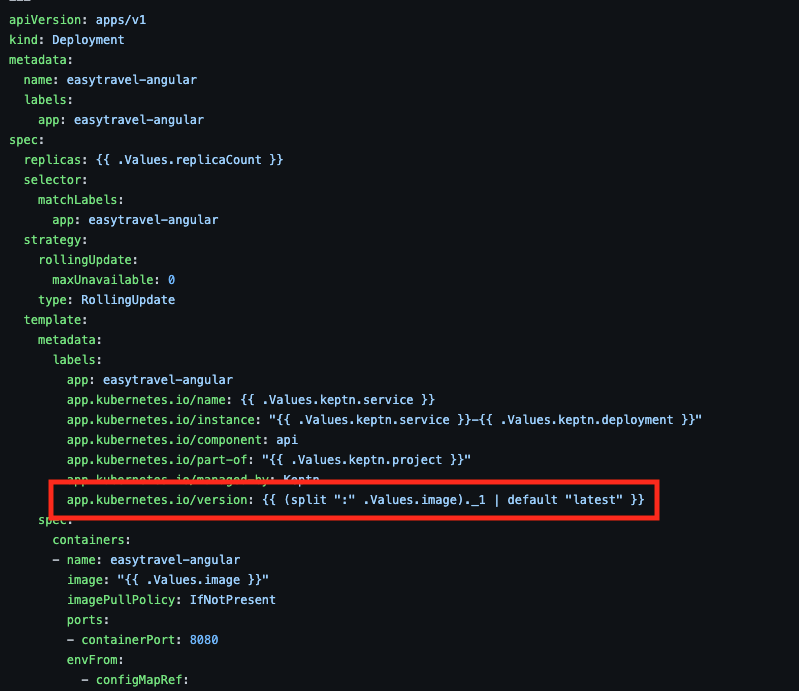 apiVersion: apps/v1
kind: Deployment
metadata:
  name: easytravel-angular
  labels:
    app: easytravel-angular
spec:
  replicas: {{ .Values.replicaCount }}
  selector:
    matchLabels:
      app: easytravel-angular
  strategy:
    rollingUpdate:
      maxUnavailable: 0
    type: RollingUpdate
  template:
    metadata:
      labels:
        app: easytravel-angular
        app.kubernetes.io/name: {{ .Values.keptn.service }}
        app.kubernetes.io/instance: "{{ .Values.keptn.service }}-{{ .Values.keptn.deployment }}"
        app.kubernetes.io/component: api
        app.kubernetes.io/part-of: "{{ .Values.keptn.project }}"
        app.kubernetes.io/managed-by: Keptn
        app.kubernetes.io/version: {{ (split ":" .Values.image)._1 | default "latest" }}
    spec:
      containers:
      - name: easytravel-angular
        image: "{{ .Values.image }}"
        imagePullPolicy: IfNotPresent
        ports:
        - containerPort: 8080
        envFrom:
          - configMapRef: